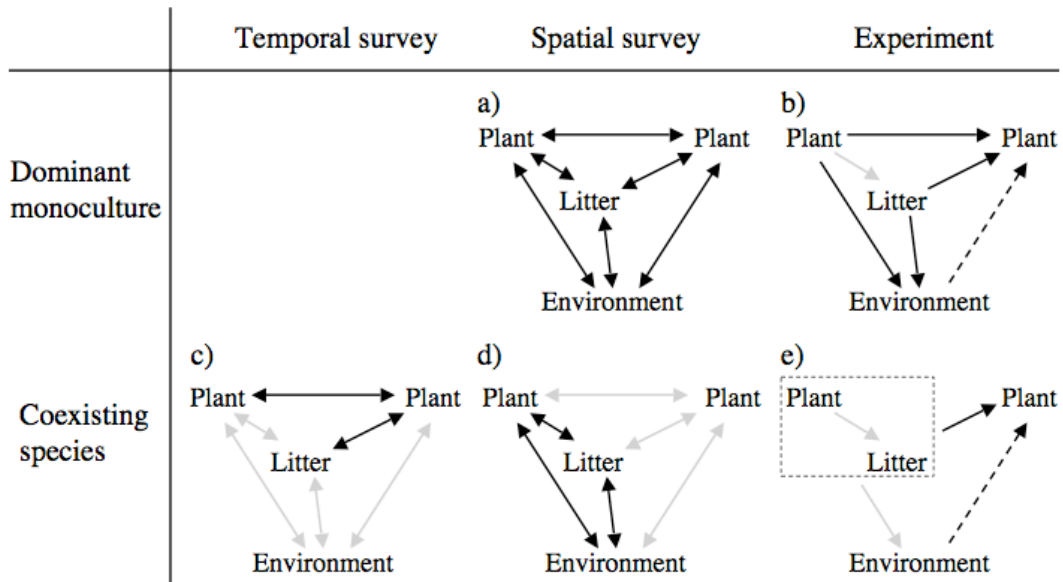 Temporal survey Spatial survey Experiment
a) b)
Plant Plant Plant Plant
Dominant
monoculture
Litter Litter
Environment Environment
c) d) e)
Plant Plant Plant Plant Plant Plant
Coexisting
species
Litter Litter Litter
Environment Environment Environment